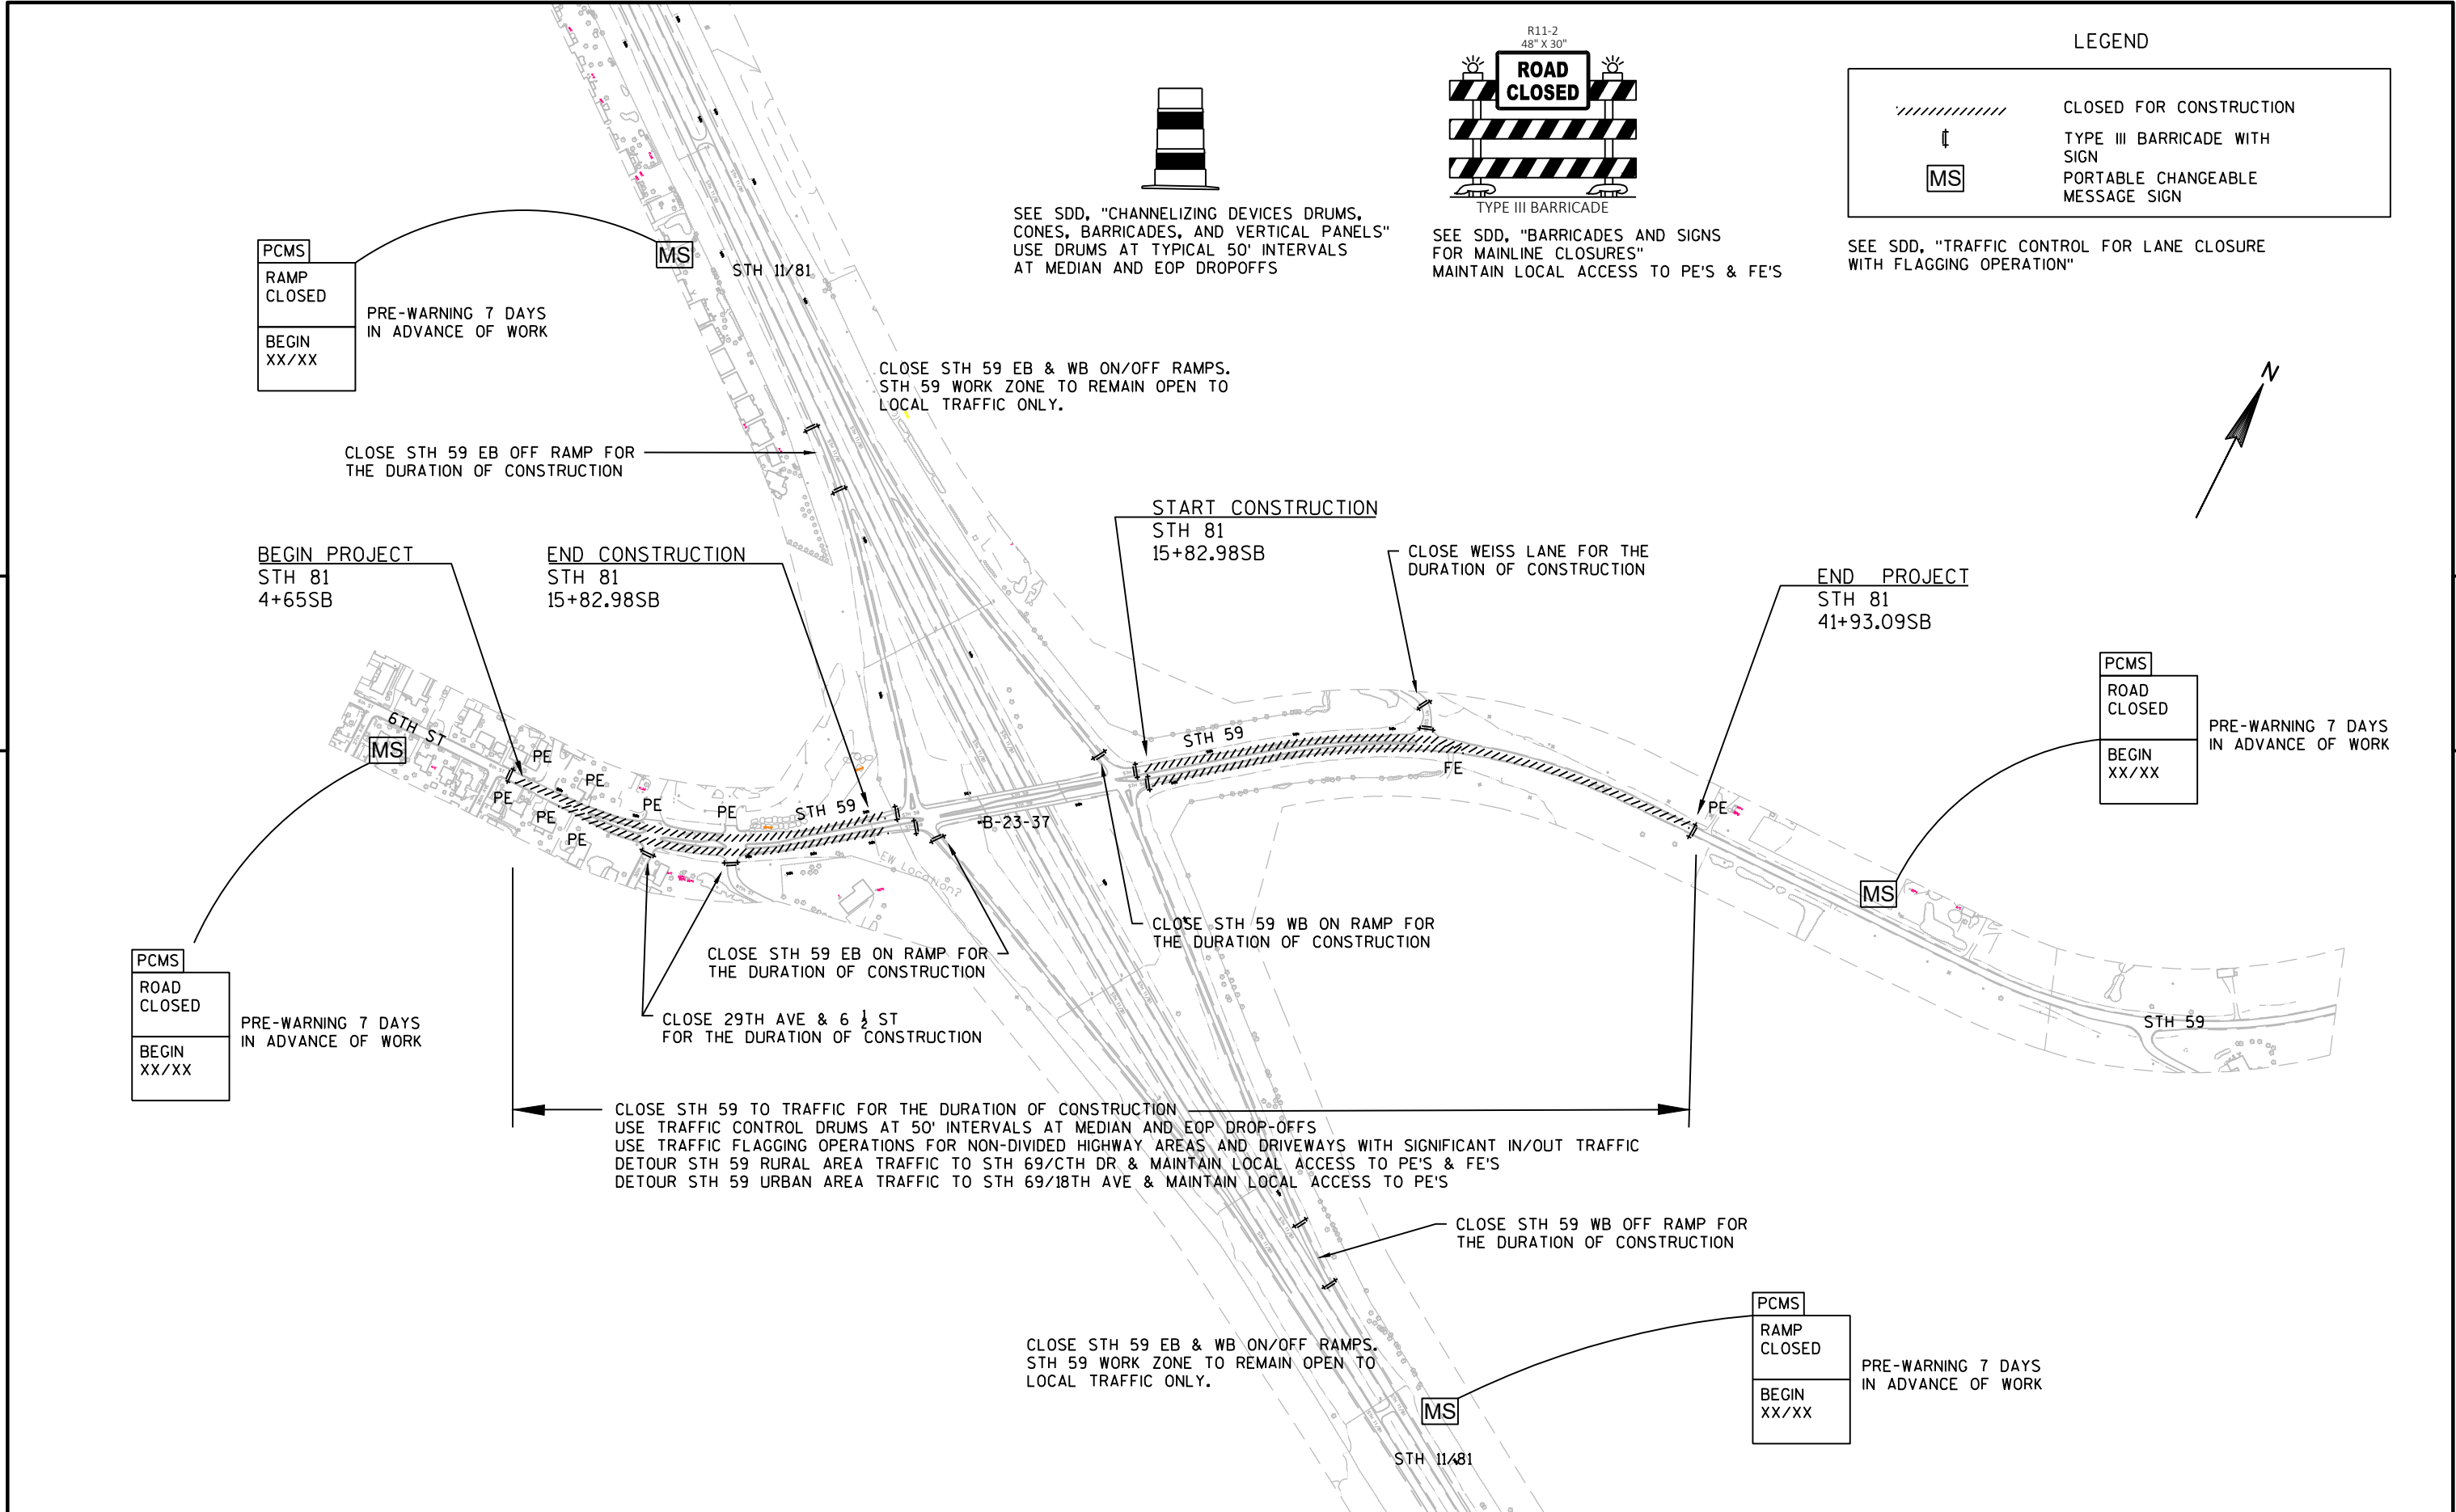 R11-2
48" X 30"
ROAD
CLOSED
TYPE III BARRICADE
SEE SDD, "CHANNELIZING DEVICES DRUMS,
CONES, BARRICADES, AND VERTICAL PANELS"
USE DRUMS AT TYPICAL 50' INTERVALS
AT MEDIAN AND EOP DROPOFFS
SEE SDD, "BARRICADES AND SIGNS
FOR MAINLINE CLOSURES"
MAINTAIN LOCAL ACCESS TO PE'S & FE'S
LEGEND
CLOSED FOR CONSTRUCTION
TYPE III BARRICADE WITH
SIGN
MS
PORTABLE CHANGEABLE
MESSAGE SIGN
SEE SDD, "TRAFFIC CONTROL FOR LANE CLOSURE
WITH FLAGGING OPERATION"
PCMS
RAMP
CLOSED
BEGIN
XX/XX
PRE-WARNING 7 DAYS
IN ADVANCE OF WORK
MS
STH 11/81
CLOSE STH 59 EB & WB ON/OFF RAMPS.
STH 59 WORK ZONE TO REMAIN OPEN TO
LOCAL TRAFFIC ONLY.
N
CLOSE STH 59 EB OFF RAMP FOR
THE DURATION OF CONSTRUCTION
BEGIN PROJECT
STH 81
4+65SB
END CONSTRUCTION
STH 81
15+82.98SB
START CONSTRUCTION
STH 81
15+82.98SB
CLOSE WEISS LANE FOR THE
DURATION OF CONSTRUCTION
END PROJECT
STH 81
41+93.09SB
PCMS
ROAD
CLOSED
BEGIN
XX/XX
PRE-WARNING 7 DAYS
IN ADVANCE OF WORK
6TH ST
MS
PE
PE
PE
PE
PE
PE
PE
STH 59
B-23-37
STH 59
FE
PE
MS
STH 59
EW Location?
CLOSE STH 59 WB ON RAMP FOR
THE DURATION OF CONSTRUCTION
CLOSE STH 59 EB ON RAMP FOR
THE DURATION OF CONSTRUCTION
CLOSE 29TH AVE & 6 1/2 ST
FOR THE DURATION OF CONSTRUCTION
PCMS
ROAD
CLOSED
BEGIN
XX/XX
PRE-WARNING 7 DAYS
IN ADVANCE OF WORK
CLOSE STH 59 TO TRAFFIC FOR THE DURATION OF CONSTRUCTION
USE TRAFFIC CONTROL DRUMS AT 50' INTERVALS AT MEDIAN AND EOP DROP-OFFS
USE TRAFFIC FLAGGING OPERATIONS FOR NON-DIVIDED HIGHWAY AREAS AND DRIVEWAYS WITH SIGNIFICANT IN/OUT TRAFFIC
DETOUR STH 59 RURAL AREA TRAFFIC TO STH 69/CTH DR & MAINTAIN LOCAL ACCESS TO PE'S & FE'S
DETOUR STH 59 URBAN AREA TRAFFIC TO STH 69/18TH AVE & MAINTAIN LOCAL ACCESS TO PE'S
CLOSE STH 59 WB OFF RAMP FOR
THE DURATION OF CONSTRUCTION
CLOSE STH 59 EB & WB ON/OFF RAMPS.
STH 59 WORK ZONE TO REMAIN OPEN TO
LOCAL TRAFFIC ONLY.
MS
STH 11/81
PCMS
RAMP
CLOSED
BEGIN
XX/XX
PRE-WARNING 7 DAYS
IN ADVANCE OF WORK